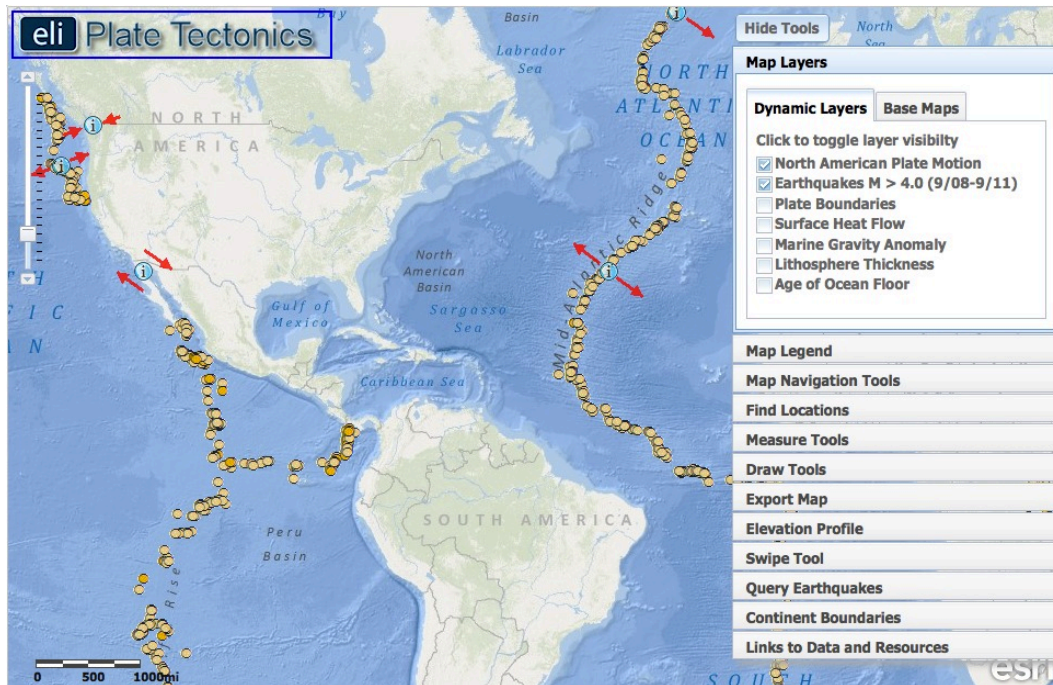 eli Plate Tectonics
Bay
Basin
Labrador
Sea
NORTH
ATLANTI
OCEAN
NORTH
AMERICA
North
American
Basin
Sargasso
Sea
Gulf of
Mexico
Caribbean Sea
Mid-Atlantic Ridge
FIC
AN
SOUTH AMERICA
Peru
Basin
Rise
SOUTH
0 500 1000mi
Hide Tools
North
Sea
Map Layers
Dynamic Layers
Base Maps
Click to toggle layer visibilty
North American Plate Motion
Earthquakes M > 4.0 (9/08-9/11)
Plate Boundaries
Surface Heat Flow
Marine Gravity Anomaly
Lithosphere Thickness
Age of Ocean Floor
Map Legend
Map Navigation Tools
Find Locations
Measure Tools
Draw Tools
Export Map
Elevation Profile
Swipe Tool
Query Earthquakes
Continent Boundaries
Links to Data and Resources
esri